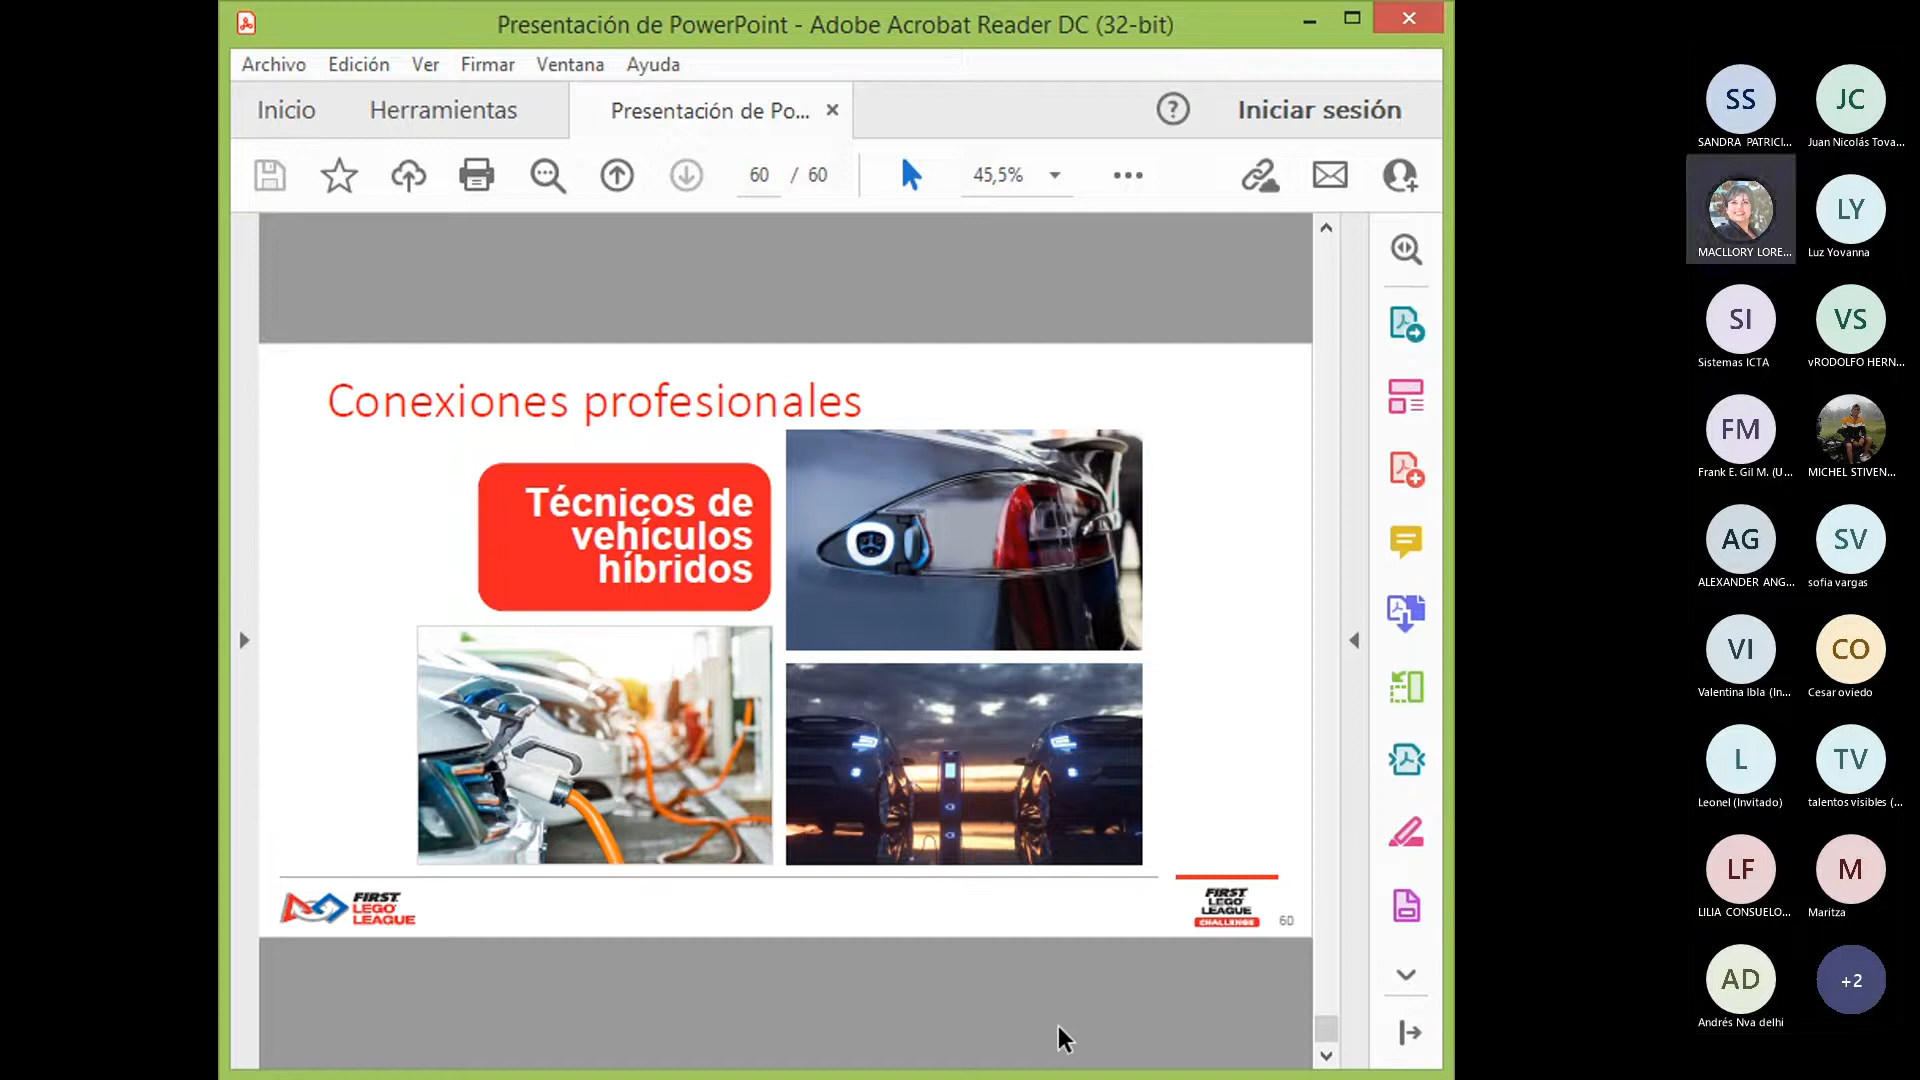 Presentación de PowerPoint - Adobe Acrobat Reader DC (32-bit)
Archivo Edición Ver Firmar Ventana Ayuda
Inicio Herramientas Presentación de Po... Iniciar sesión
60 / 60 45,5%
Conexiones profesionales
Técnicos de
vehículos
híbridos
FIRST
LEGO
LEAGUE
FIRST
LEGO
LEAGUE
CHALLENGE
60
SS
SANDRA PATRICI...
JC
Juan Nicolás Tova...
MACLLORY LORE...
LY
Luz Yovanna
SI
Sistemas ICTA
VS
vRODOLFO HERN...
FM
Frank E. Gil M. (U...
MICHEL STIVEN...
AG
ALEXANDER ANG...
SV
sofia vargas
VI
Valentina Ibla (In...
CO
Cesar oviedo
L
Leonel (Invitado)
TV
talentos visibles (...
LF
LILIA CONSUELO...
M
Maritza
AD
Andrés Nva delhi
+2